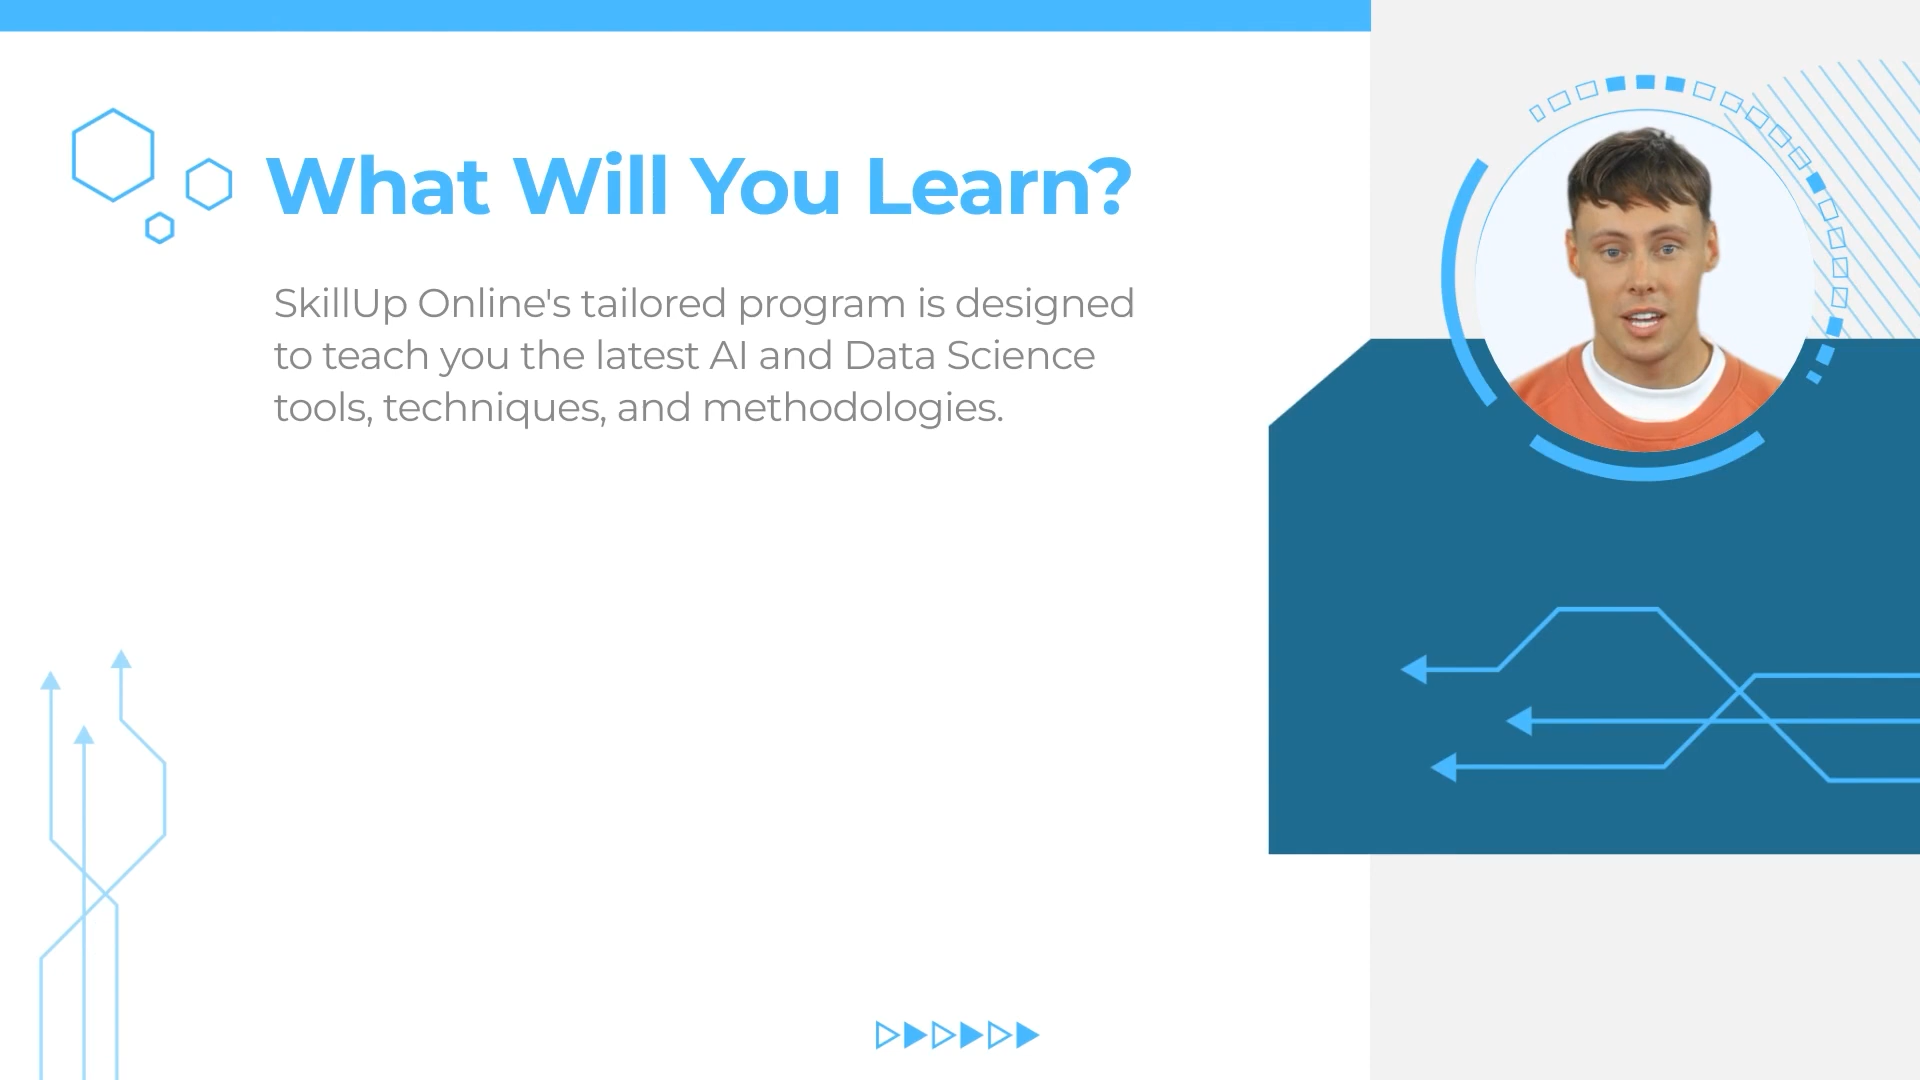 What Will You Learn?
SkillUp Online's tailored program is designed
to teach you the latest AI and Data Science
tools, techniques, and methodologies.